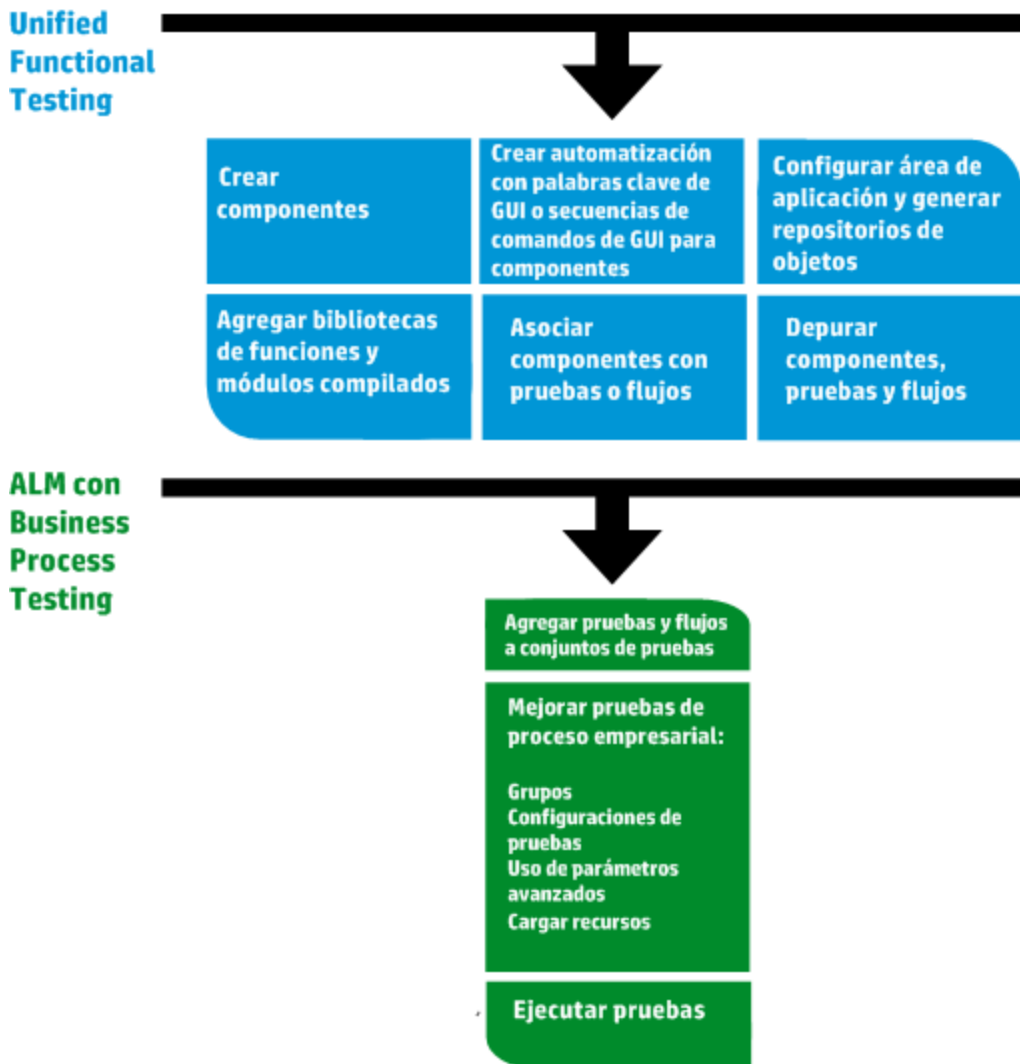 Unified
Functional
Testing
Crear
componentes
Crear automatización
con palabras clave de
GUI o secuencias de
comandos de GUI para
componentes
Configurar área de
aplicación y generar
repositorios de
objetos
Agregar bibliotecas
de funciones y
módulos compilados
Asociar
componentes con
pruebas o flujos
Depurar
componentes,
pruebas y flujos
ALM con
Business
Process
Testing
Agregar pruebas y flujos
a conjuntos de pruebas
Mejorar pruebas de
proceso empresarial:
Grupos
Configuraciones de
pruebas
Uso de parámetros
avanzados
Cargar recursos
Ejecutar pruebas